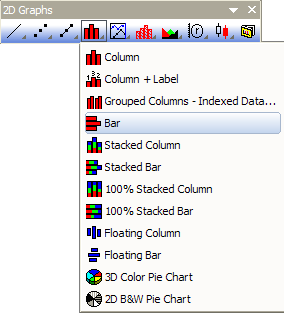 2D Graphs
Column
Column + Label
Grouped Columns - Indexed Data...
Bar
Stacked Column
Stacked Bar
100% Stacked Column
100% Stacked Bar
Floating Column
Floating Bar
3D Color Pie Chart
2D B&W Pie Chart